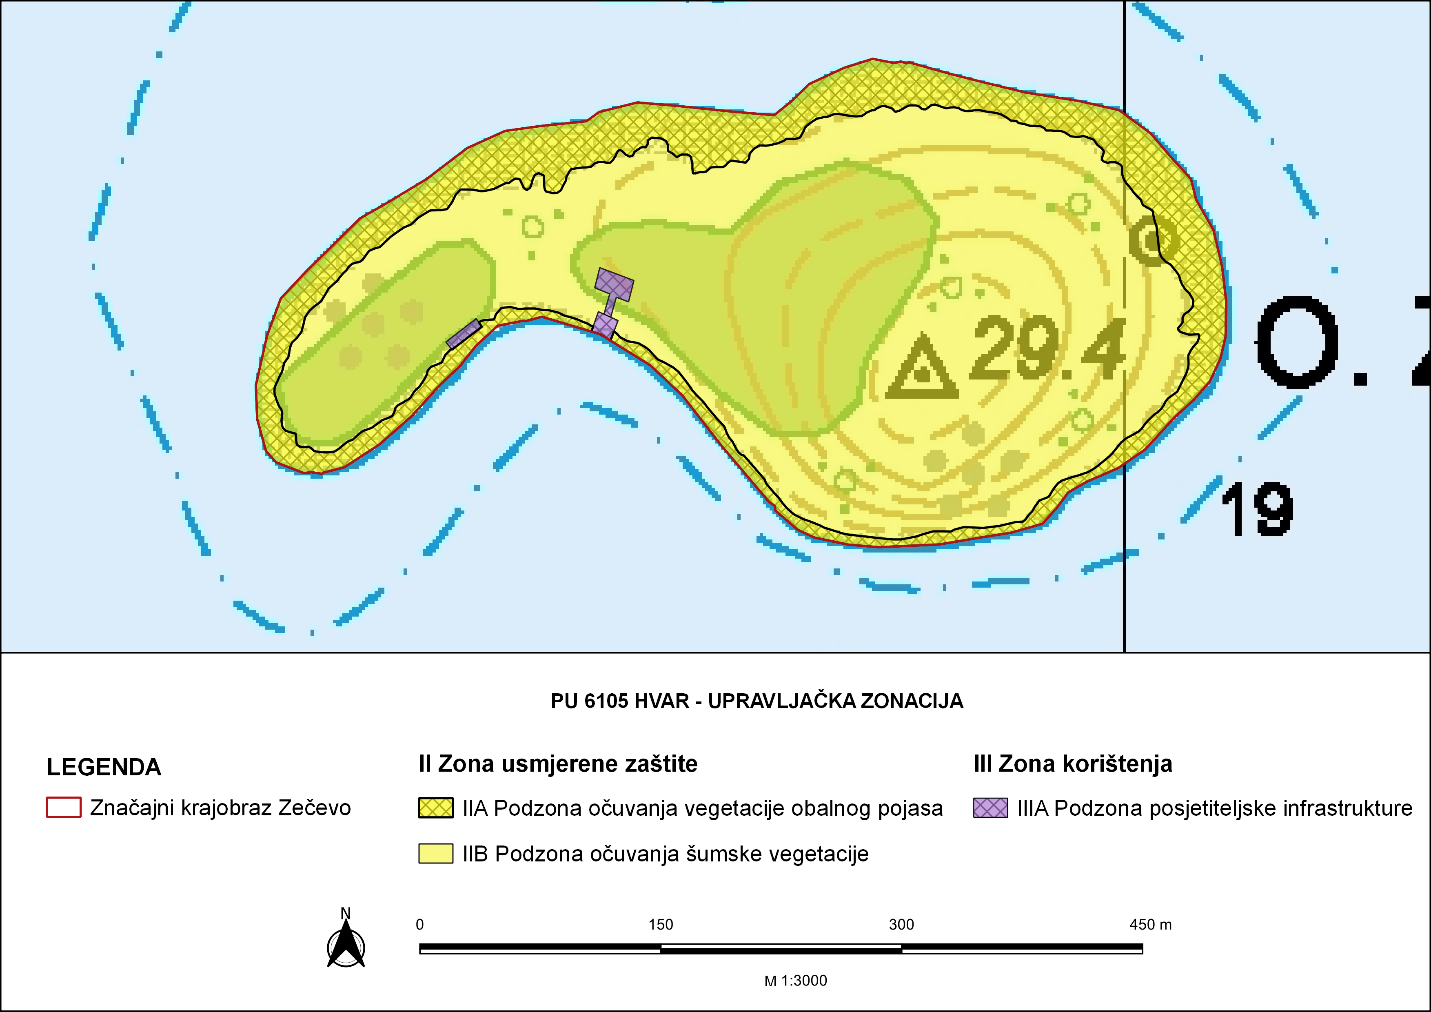 29.4
O. Z
19
PU 6105 HVAR - UPRAVLJAČKA ZONACIJA
LEGENDA
Značajni krajobraz Zečevo
II Zona usmjerene zaštite
IIA Podzona očuvanja vegetacije obalnog pojasa
IIB Podzona očuvanja šumske vegetacije
III Zona korištenja
IIIA Podzona posjetiteljske infrastrukture
N
0 150 300 450 m
M 1:3000